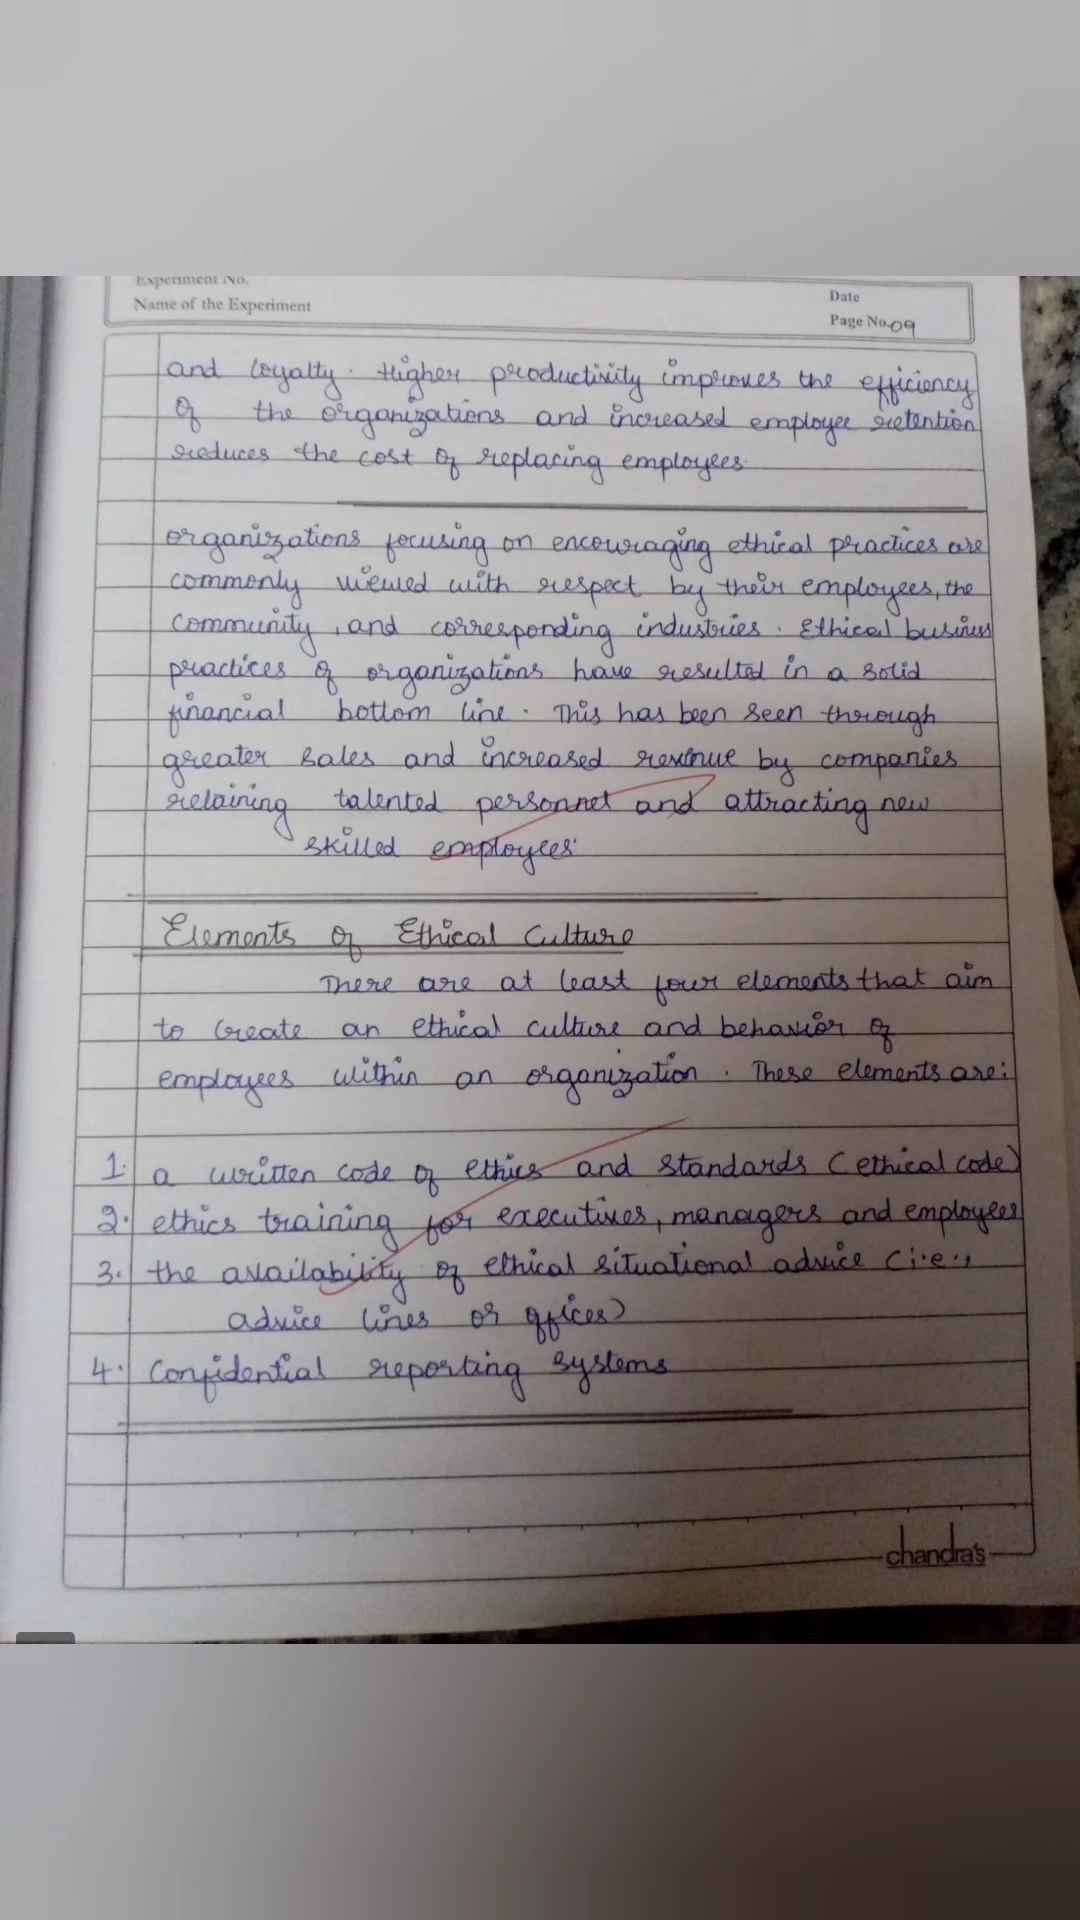 Experiment No.
Name of the Experiment
Date
Page No. 09
and loyalty. Higher productivity improves the efficiency
of the organizations and increased employee retention
reduces the cost of replacing employees.
organizations focusing on encouraging ethical practices are
commonly viewed with respect by their employees, the
community, and corresponding industries. Ethical business
practices of organizations have resulted in a solid
financial bottom line. This has been seen through
greater sales and increased revenue by companies
retaining talented personnel and attracting new
skilled employees.
Elements of Ethical Culture
There are at least four elements that aim
to create an ethical culture and behavior of
employees within an organization. These elements are:
1. a written code of ethics and standards (ethical code)
2. ethics training for executives, managers and employees
3. the availability of ethical situational advice (i.e.,
advice lines or offices)
4. Confidential reporting systems
chandra's